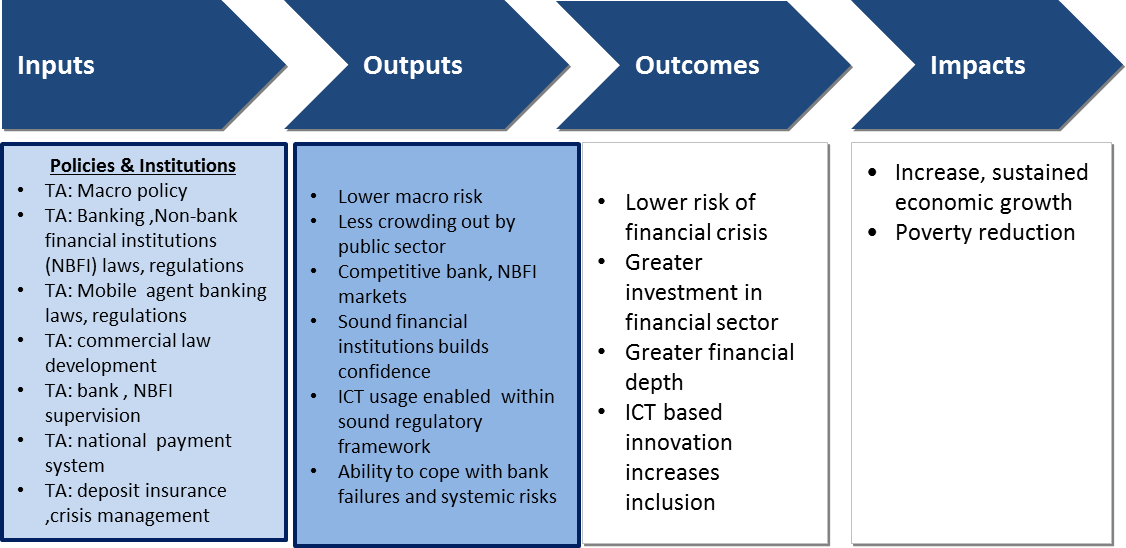 Inputs
Outputs
Outcomes
Impacts
Policies & Institutions
• TA: Macro policy
• TA: Banking ,Non-bank
financial institutions
(NBFI) laws, regulations
• TA: Mobile agent banking
laws, regulations
• TA: commercial law
development
• TA: bank , NBFI
supervision
• TA: national payment
system
• TA: deposit insurance
,crisis management
• Lower macro risk
• Less crowding out by
public sector
• Competitive bank, NBFI
markets
• Sound financial
institutions builds
confidence
• ICT usage enabled within
sound regulatory
framework
• Ability to cope with bank
failures and systemic risks
• Lower risk of
financial crisis
• Greater
investment in
financial sector
• Greater financial
depth
• ICT based
innovation
increases
inclusion
• Increase, sustained
economic growth
• Poverty reduction